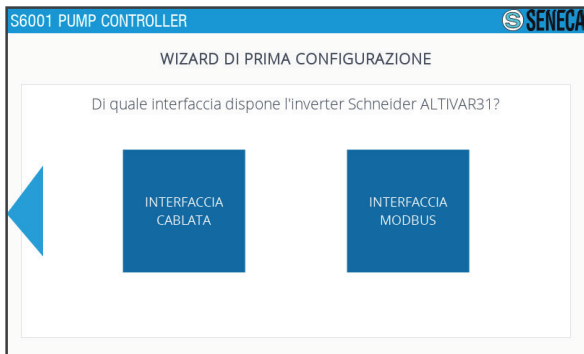 S6001 PUMP CONTROLLER
S SENECA
WIZARD DI PRIMA CONFIGURAZIONE
Di quale interfaccia dispone l'inverter Schneider ALTIVAR31?
INTERFACCIA
CABLATA
INTERFACCIA
MODBUS